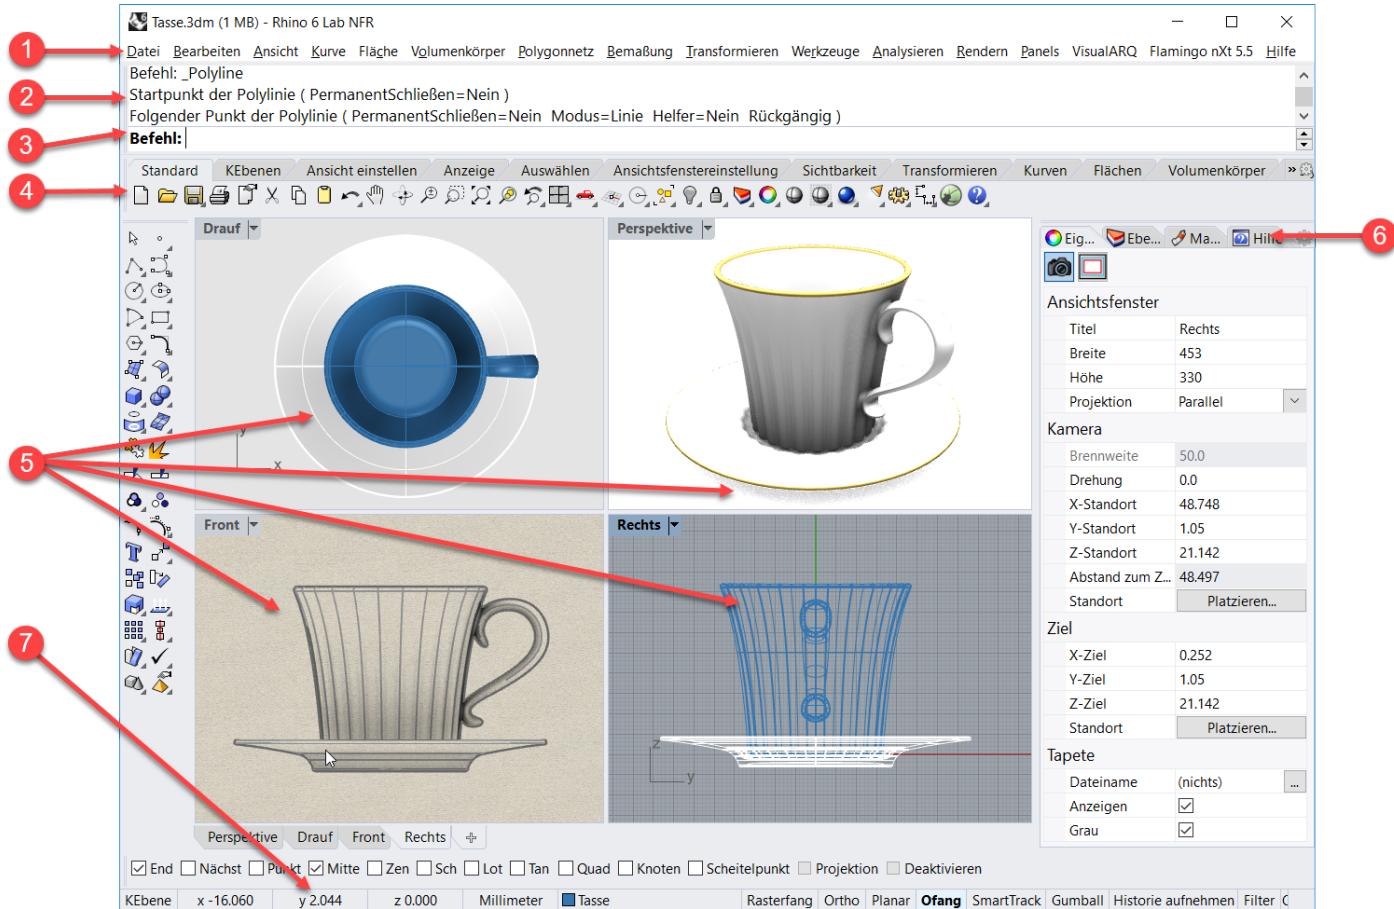 Tasse.3dm (1 MB) - Rhino 6 Lab NFR
1
Datei Bearbeiten Ansicht Kurve Fläche Volumenkörper Polygonnetz Bemaßung Transformieren Werkzeuge Analysieren Rendern Panels VisualARQ Flamingo nXt 5.5 Hilfe
Befehl: _Polyline
2
Startpunkt der Polylinie ( PermanentSchließen=Nein )
Folgender Punkt der Polylinie ( PermanentSchließen=Nein Modus=Linie Helfer=Nein Rückgängig )
3
Befehl:
Standard KEbenen Ansicht einstellen Anzeige Auswählen Ansichtsfenstereinstellung Sichtbarkeit Transformieren Kurven Flächen Volumenkörper »
4
Drauf
Perspektive
Eig... Ebe... Ma... Hilfe
6
Ansichtsfenster
Titel Rechts
Breite 453
Höhe 330
Projektion Parallel
Kamera
Brennweite 50.0
Drehung 0.0
X-Standort 48.748
Y-Standort 1.05
Z-Standort 21.142
Abstand zum Z... 48.497
Standort Platzieren...
Ziel
X-Ziel 0.252
Y-Ziel 1.05
Z-Ziel 21.142
Standort Platzieren...
Tapete
Dateiname (nichts) ...
Anzeigen
Grau
y
x
5
Front
Rechts
7
z
y
Perspektive Drauf Front Rechts
End Nächst Punkt Mitte Zen Sch Lot Tan Quad Knoten Scheitelpunkt Projektion Deaktivieren
KEbene x -16.060 y 2.044 z 0.000 Millimeter Tasse Rasterfang Ortho Planar Ofang SmartTrack Gumball Historie aufnehmen Filter